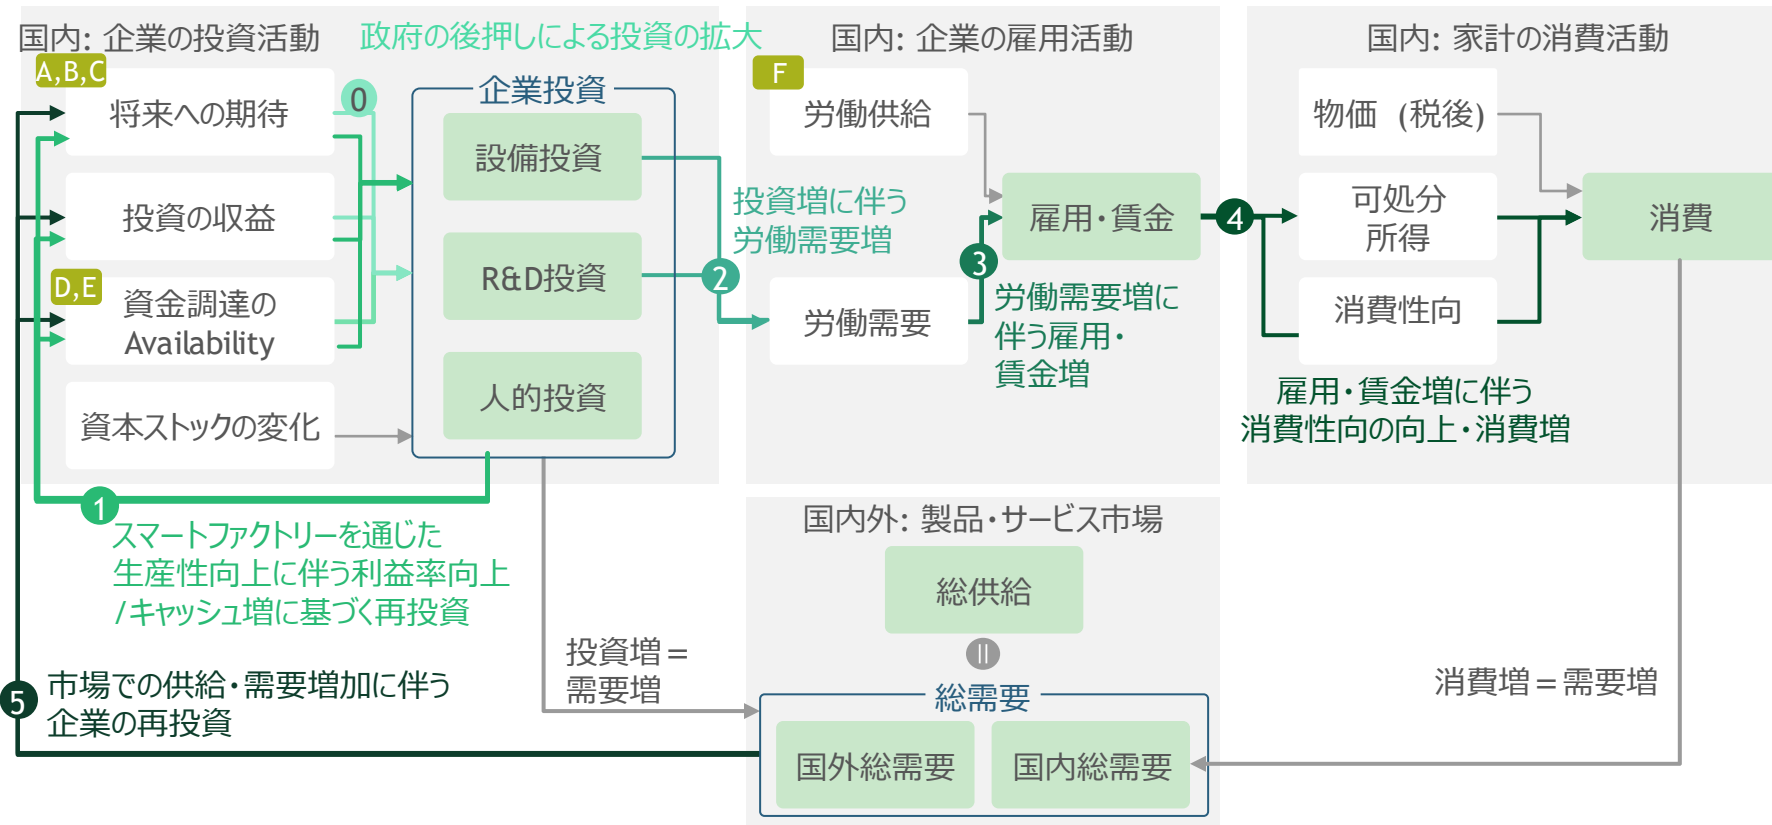 国内: 企業の投資活動
政府の後押しによる投資の拡大
A,B,C
将来への期待
0
投資の収益
D,E
資金調達の
Availability
資本ストックの変化
企業投資
設備投資
R&D投資
人的投資
1
スマートファクトリーを通じた
生産性向上に伴う利益率向上
/キャッシュ増に基づく再投資
国内: 企業の雇用活動
F
労働供給
投資増に伴う
労働需要増
2
労働需要
3
雇用・賃金
労働需要増に
伴う雇用・
賃金増
国内: 家計の消費活動
物価 (税後)
4
可処分
所得
消費性向
消費
雇用・賃金増に伴う
消費性向の向上・消費増
国内外: 製品・サービス市場
総供給
=
総需要
国外総需要
国内総需要
投資増=
需要増
消費増=需要増
5
市場での供給・需要増加に伴う
企業の再投資